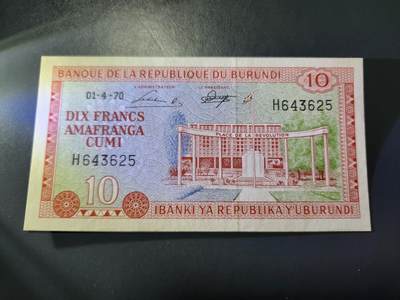 BANQUE DE LA REPUBLIQUE DU BURUNDI 10
L'ADMINISTRATEUR LE PRESIDENT
01-4-70 H643625
DIX FRANCS
AMAFRANGA
CUMI
PLACE DE LA REVOLUTION
H643625
10
IBANKI YA REPUBLIKA Y'UBURUNDI